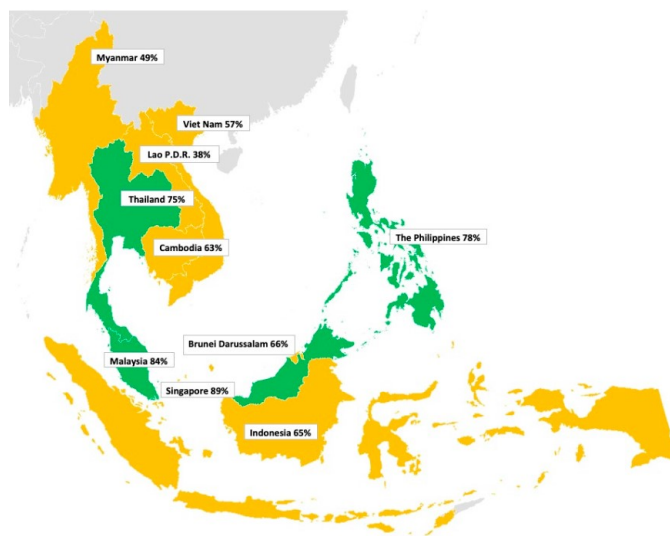 Myanmar 49%
Viet Nam 57%
Lao P.D.R. 38%
Thailand 75%
The Philippines 78%
Cambodia 63%
Brunei Darussalam 66%
Malaysia 84%
Singapore 89%
Indonesia 65%